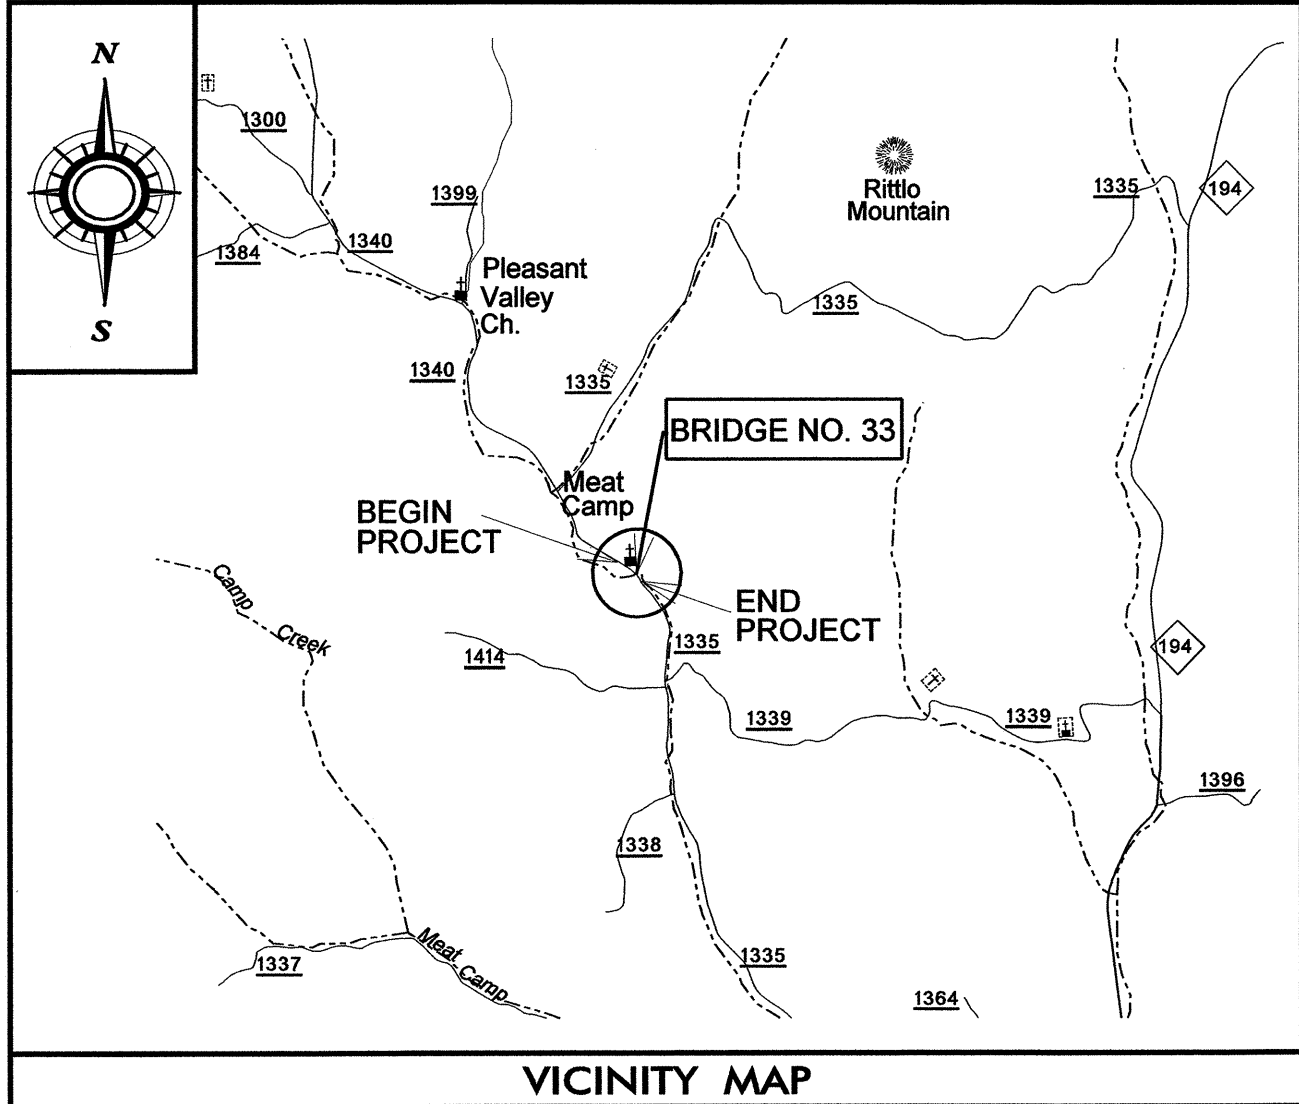 N
S
1300
1399
1384
1340
Pleasant
Valley
Ch.
1340
1335
Rittlo
Mountain
1335
194
1335
BRIDGE NO. 33
Meat
Camp
BEGIN
PROJECT
END
PROJECT
Camp
Creek
1414
1335
1339
1339
194
1396
1338
1337
Meat
Camp
1335
1364
VICINITY MAP